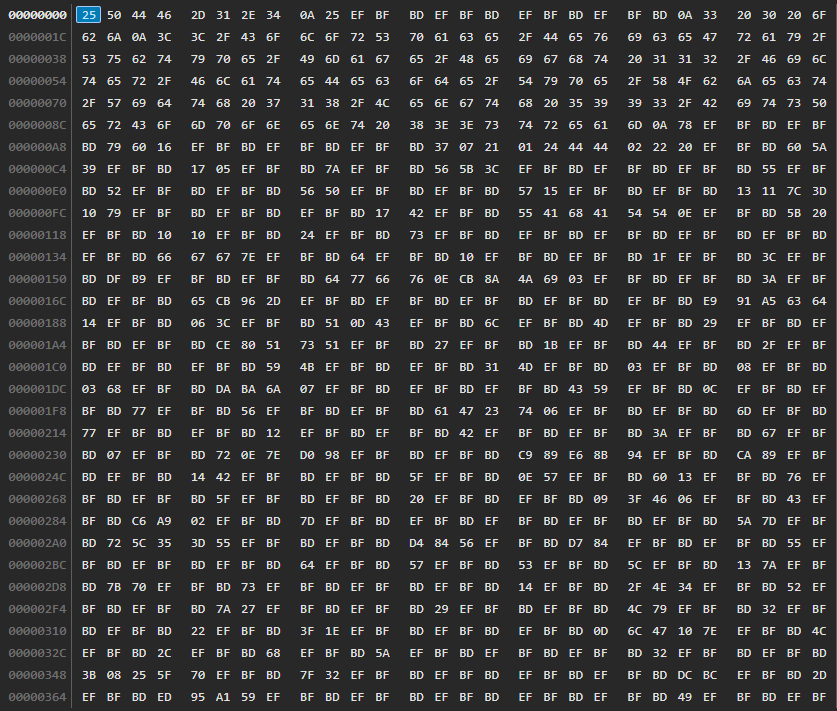 00000000 25 50 44 46 2D 31 2E 34 0A 25 EF BF BD EF BF BD EF BF BD EF BF BD 0A 33 20 30 20 6F
0000001C 62 6A 0A 3C 3C 2F 43 6F 6C 6F 72 53 70 61 63 65 2F 44 65 76 69 63 65 47 72 61 79 2F
00000038 53 75 62 74 79 70 65 2F 49 6D 61 67 65 2F 48 65 69 67 68 74 20 31 31 32 2F 46 69 6C
00000054 74 65 72 2F 46 6C 61 74 65 44 65 63 6F 64 65 2F 54 79 70 65 2F 58 4F 62 6A 65 63 74
00000070 2F 57 69 64 74 68 20 37 31 38 2F 4C 65 6E 67 74 68 20 35 39 39 33 2F 42 69 74 73 50
0000008C 65 72 43 6F 6D 70 6F 6E 65 6E 74 20 38 3E 3E 73 74 72 65 61 6D 0A 78 EF BF BD EF BF
000000A8 BD 79 60 16 EF BF BD EF BF BD EF BF BD 37 07 21 01 24 44 44 02 22 20 EF BF BD 60 5A
000000C4 39 EF BF BD 17 05 EF BF BD 7A EF BF BD 56 5B 3C EF BF BD EF BF BD EF BF BD 55 EF BF
000000E0 BD 52 EF BF BD EF BF BD 56 50 EF BF BD EF BF BD 57 15 EF BF BD EF BF BD 13 11 7C 3D
000000FC 10 79 EF BF BD EF BF BD EF BF BD 17 42 EF BF BD 55 41 68 41 54 54 0E EF BF BD 5B 20
00000118 EF BF BD 10 10 EF BF BD 24 EF BF BD 73 EF BF BD EF BF BD EF BF BD EF BF BD EF BF BD
00000134 EF BF BD 66 67 67 7E EF BF BD 64 EF BF BD 10 EF BF BD EF BF BD 1F EF BF BD 3C EF BF
00000150 BD DF B9 EF BF BD EF BF BD 64 77 66 76 0E CB 8A 4A 69 03 EF BF BD EF BF BD 3A EF BF
0000016C BD EF BF BD 65 CB 96 2D EF BF BD EF BF BD EF BF BD EF BF BD EF BF BD E9 91 A5 63 64
00000188 14 EF BF BD 06 3C EF BF BD 51 0D 43 EF BF BD 6C EF BF BD 4D EF BF BD 29 EF BF BD EF
000001A4 BF BD EF BF BD CE 80 51 73 51 EF BF BD 27 EF BF BD 1B EF BF BD 44 EF BF BD 2F EF BF
000001C0 BD EF BF BD EF BF BD 59 4B EF BF BD EF BF BD 31 4D EF BF BD 03 EF BF BD 08 EF BF BD
000001DC 03 68 EF BF BD DA BA 6A 07 EF BF BD EF BF BD EF BF BD 43 59 EF BF BD 0C EF BF BD EF
000001F8 BF BD 77 EF BF BD 56 EF BF BD EF BF BD 61 47 23 74 06 EF BF BD EF BF BD 6D EF BF BD
00000214 77 EF BF BD EF BF BD 12 EF BF BD EF BF BD 42 EF BF BD EF BF BD 3A EF BF BD 67 EF BF
00000230 BD 07 EF BF BD 72 0E 7E D0 98 EF BF BD EF BF BD C9 89 E6 8B 94 EF BF BD CA 89 EF BF
0000024C BD EF BF BD 14 42 EF BF BD EF BF BD 5F EF BF BD 0E 57 EF BF BD 60 13 EF BF BD 76 EF
00000268 BF BD EF BF BD 5F EF BF BD EF BF BD 20 EF BF BD EF BF BD 09 3F 46 06 EF BF BD 43 EF
00000284 BF BD C6 A9 02 EF BF BD 7D EF BF BD EF BF BD EF BF BD EF BF BD EF BF BD 5A 7D EF BF
000002A0 BD 72 5C 35 3D 55 EF BF BD EF BF BD D4 84 56 EF BF BD D7 84 EF BF BD EF BF BD 55 EF
000002BC BF BD EF BF BD EF BF BD 64 EF BF BD 57 EF BF BD 53 EF BF BD 5C EF BF BD 13 7A EF BF
000002D8 BD 7B 70 EF BF BD 73 EF BF BD EF BF BD EF BF BD 14 EF BF BD 2F 4E 34 EF BF BD 52 EF
000002F4 BF BD EF BF BD 7A 27 EF BF BD EF BF BD 29 EF BF BD EF BF BD 4C 79 EF BF BD 32 EF BF
00000310 BD EF BF BD 22 EF BF BD 3F 1E EF BF BD EF BF BD EF BF BD 0D 6C 47 10 7E EF BF BD 4C
0000032C EF BF BD 2C EF BF BD 68 EF BF BD 5A EF BF BD EF BF BD EF BF BD 32 EF BF BD EF BF BD
00000348 3B 08 25 5F 70 EF BF BD 7F 32 EF BF BD EF BF BD EF BF BD EF BF BD DC BC EF BF BD 2D
00000364 EF BF BD ED 95 A1 59 EF BF BD EF BF BD EF BF BD EF BF BD EF BF BD 49 EF BF BD EF BF